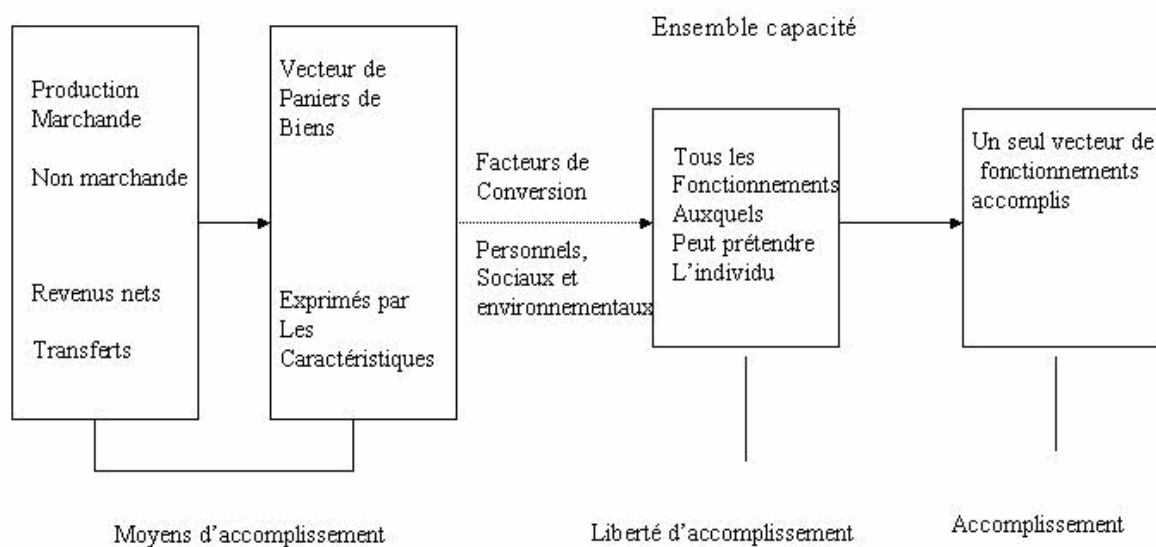 Ensemble capacité
Production
Marchande
Non marchande
Revenus nets
Transferts
Vecteur de
Paniers de
Biens
Exprimés par
Les
Caractéristiques
Facteurs de
Conversion
Personnels,
Sociaux et
environnementaux
Tous les
Fonctionnements
Auxquels
Peut prétendre
L'individu
Un seul vecteur de
fonctionnements
accomplis
Moyens d'accomplissement
Liberté d'accomplissement
Accomplissement